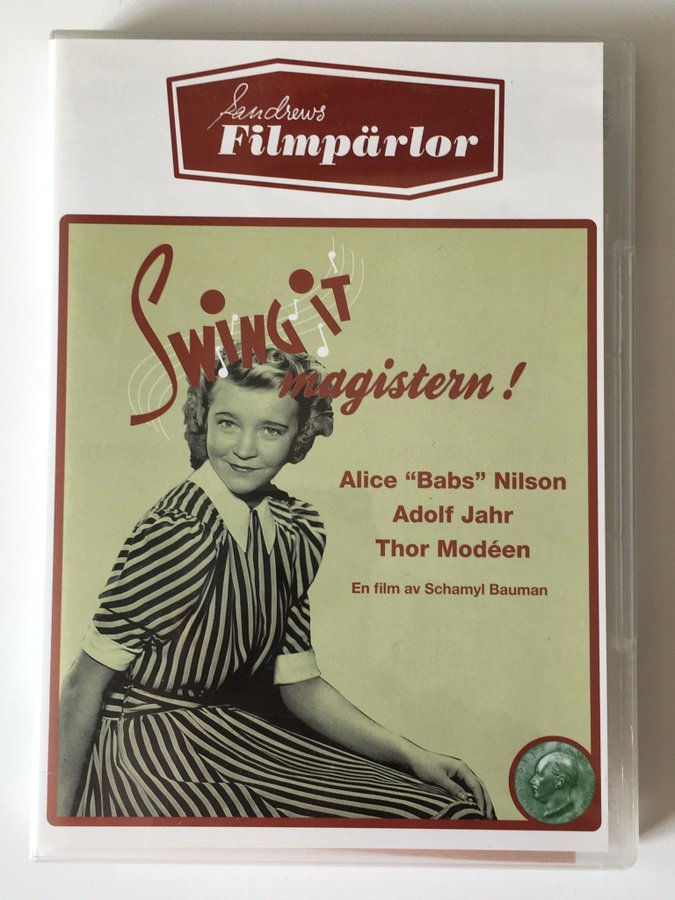 Sandrews
Filmpärlor
SWiNG iT
magistern!
Alice “Babs” Nilson
Adolf Jahr
Thor Modéen
En film av Schamyl Bauman